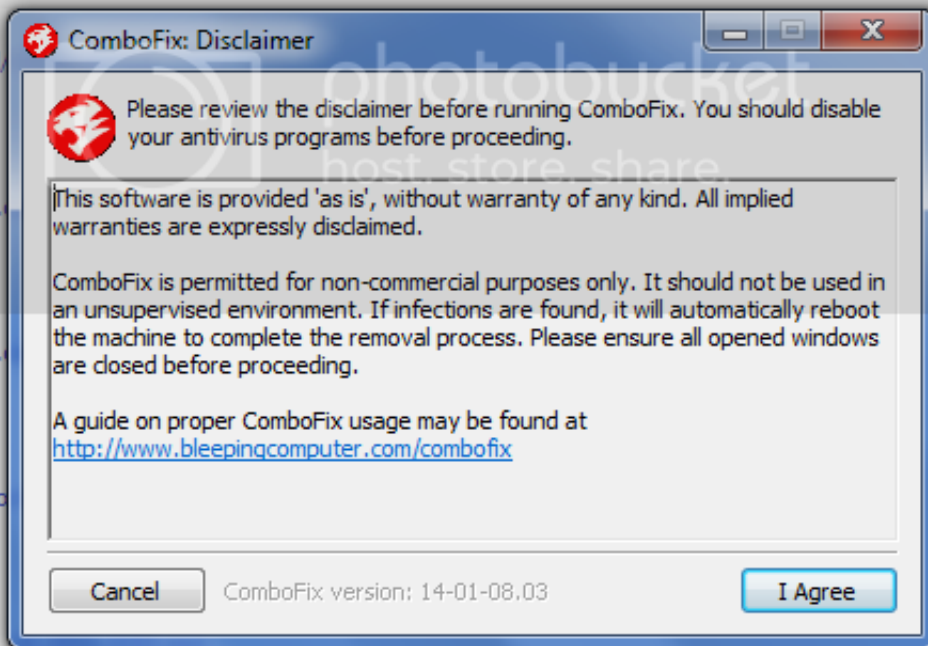 ComboFix: Disclaimer
photobucket
Please review the disclaimer before running ComboFix. You should disable
your antivirus programs before proceeding.
host. store. share.
This software is provided 'as is', without warranty of any kind. All implied
warranties are expressly disclaimed.
ComboFix is permitted for non-commercial purposes only. It should not be used in
an unsupervised environment. If infections are found, it will automatically reboot
the machine to complete the removal process. Please ensure all opened windows
are closed before proceeding.
A guide on proper ComboFix usage may be found at
http://www.bleepingcomputer.com/combofix
Cancel
ComboFix version: 14-01-08.03
I Agree